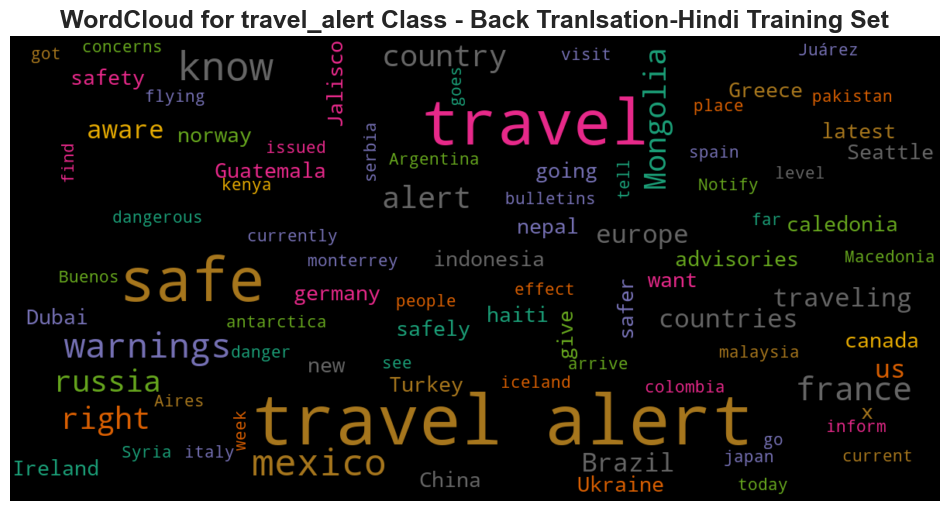 WordCloud for travel_alert Class - Back Tranlsation-Hindi Training Set
got
concerns
know
Jalisco
country
goes
visit
Mongolia
Juárez
safety
flying
travel
place
Greece
pakistan
aware
norway
issued
find
serbia
Argentina
going
tell
spain
latest
Seattle
Guatemala
kenya
alert
bulletins
Notify
level
dangerous
currently
nepal
europe
far
caledonia
Buenos
safe
monterrey
indonesia
advisories
Macedonia
germany
people
effect
safer
want
traveling
Dubai
antarctica
safely
haiti
give
countries
warnings
danger
new
see
arrive
malaysia
canada
russia
Aires
Turkey
iceland
colombia
france
us
right
week
travel alert
x
inform
Ireland
Syria
italy
mexico
China
Brazil
Ukraine
go
japan
today
current